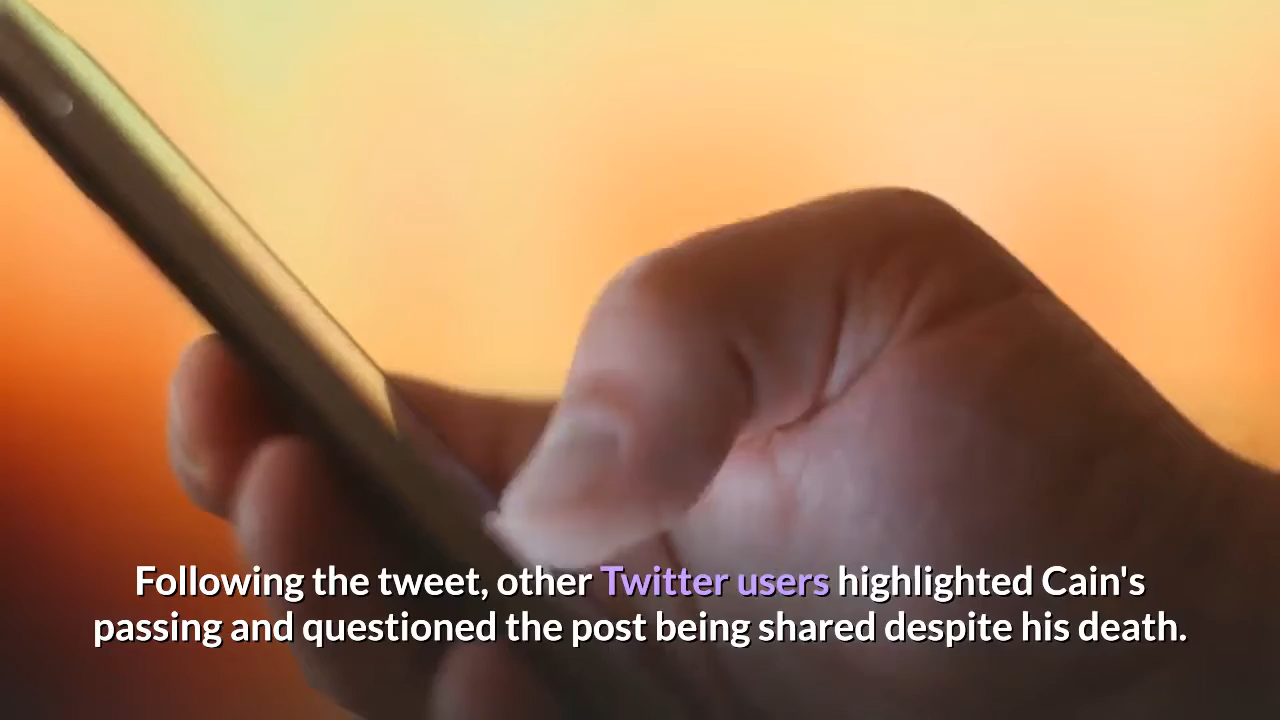 Following the tweet, other Twitter users highlighted Cain's
passing and questioned the post being shared despite his death.